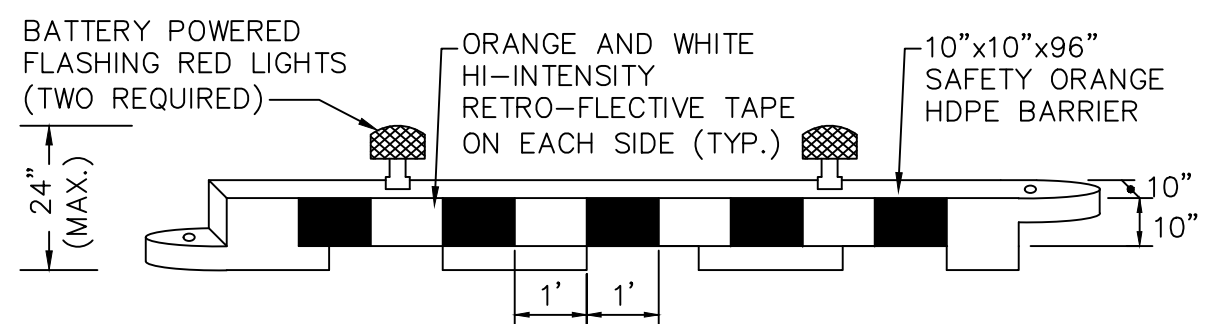 BATTERY POWERED
FLASHING RED LIGHTS
(TWO REQUIRED)
ORANGE AND WHITE
HI-INTENSITY
RETRO-FLECTIVE TAPE
ON EACH SIDE (TYP.)
10"x10"x96"
SAFETY ORANGE
HDPE BARRIER
24"
(MAX.)
10"
10"
1'
1'